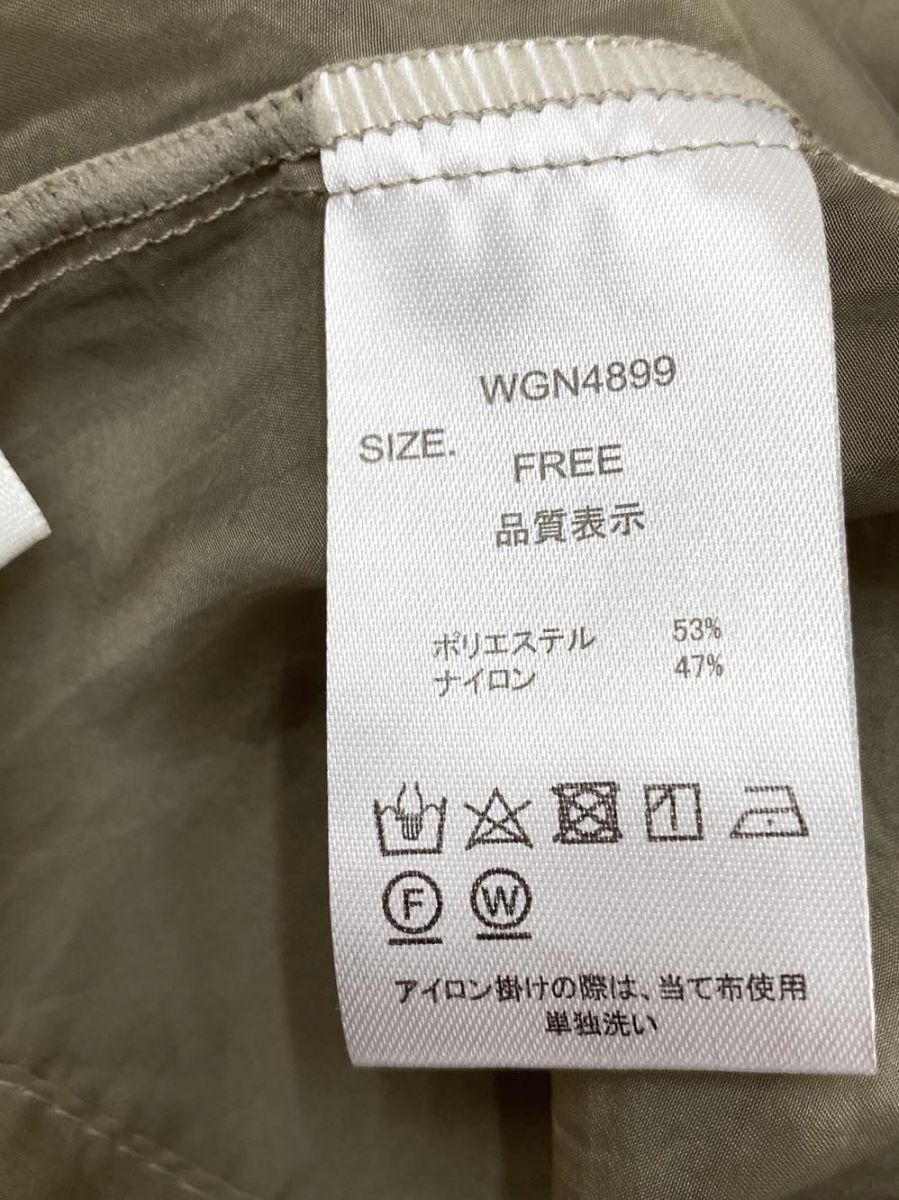 WGN4899
SIZE. FREE
品質表示
ポリエステル 53%
ナイロン 47%
F W
アイロン掛けの際は、当て布使用
単独洗い